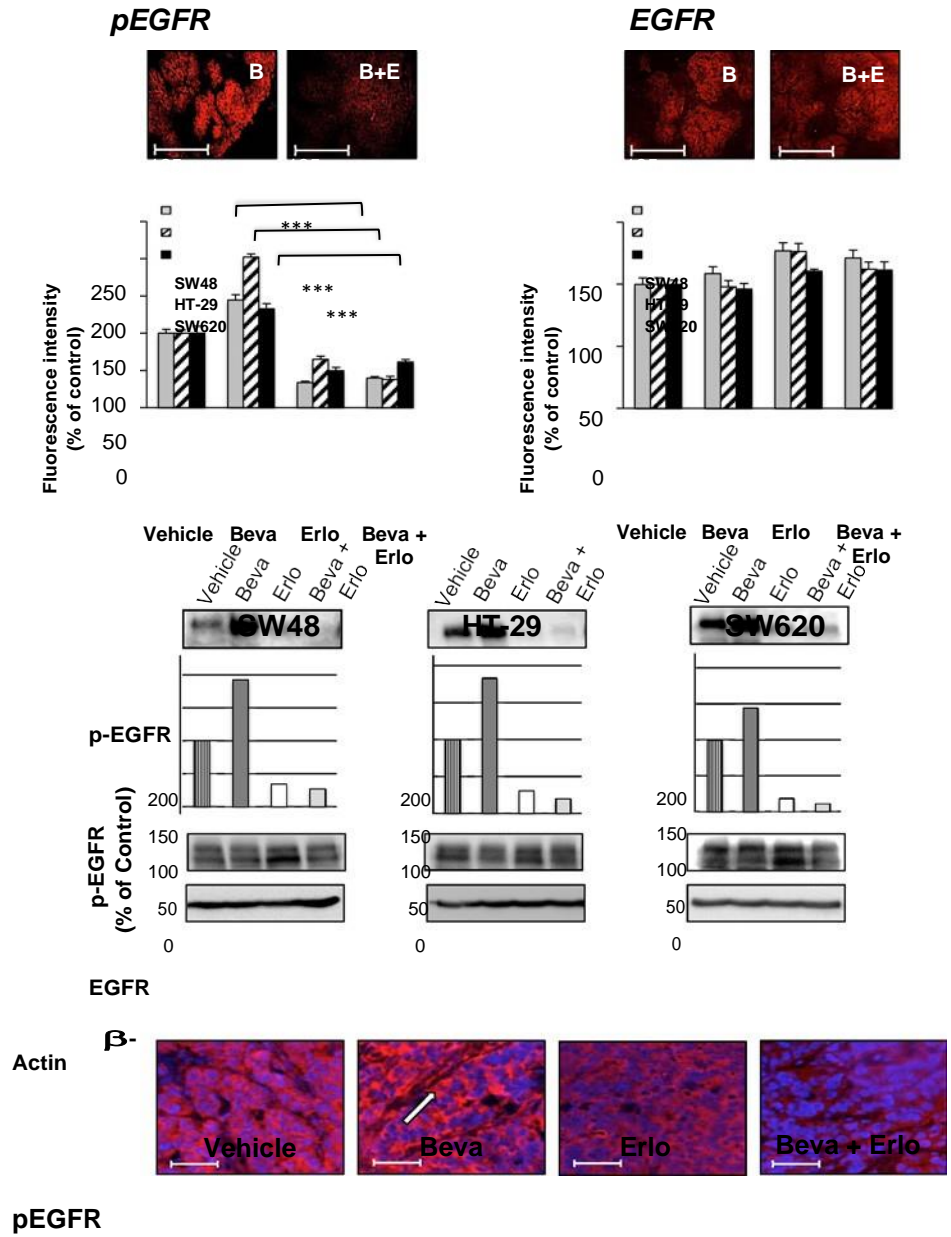 pEGFR
EGFR
B
B+E
B
B+E
***
***
***
SW48
HT-29
SW620
Fluorescence intensity
(% of control)
250
200
150
100
50
0
SW48
HT-29
SW620
Fluorescence intensity
(% of control)
150
100
50
0
Vehicle Beva Erlo Beva +
Erlo
Vehicle Beva Erlo Beva +
Erlo
Vehicle Beva Erlo Beva +
Erlo
Vehicle Beva Erlo Beva +
Erlo
Vehicle Beva Erlo Beva +
Erlo
SW48
HT-29
SW620
p-EGFR
p-EGFR
(% of Control)
200
150
100
50
0
200
150
100
50
0
200
150
100
50
0
EGFR
β-
Actin
Vehicle
Beva
Erlo
Beva + Erlo
pEGFR